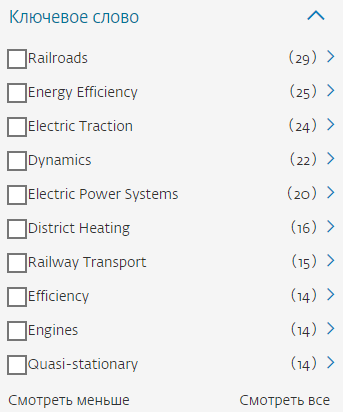 Ключевое слово
Railroads (29)
Energy Efficiency (25)
Electric Traction (24)
Dynamics (22)
Electric Power Systems (20)
District Heating (16)
Railway Transport (15)
Efficiency (14)
Engines (14)
Quasi-stationary (14)
Смотреть меньше Смотреть все